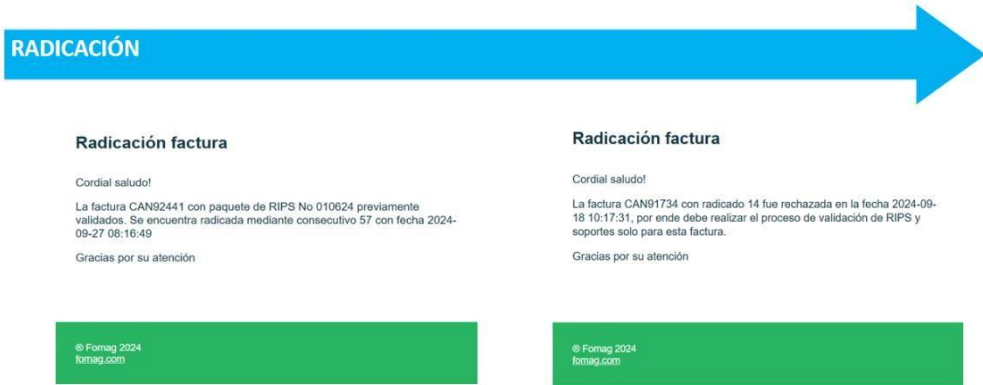 RADICACIÓN
Radicación factura
Cordial saludo!
La factura CAN92441 con paquete de RIPS No 010624 previamente
validados. Se encuentra radicada mediante consecutivo 57 con fecha 2024-
09-27 08:16:49
Gracias por su atención
® Fomag 2024
fomag.com
Radicación factura
Cordial saludo!
La factura CAN91734 con radicado 14 fue rechazada en la fecha 2024-09-
18 10:17:31, por ende debe realizar el proceso de validación de RIPS y
soportes solo para esta factura.
Gracias por su atención
® Fomag 2024
fomag.com